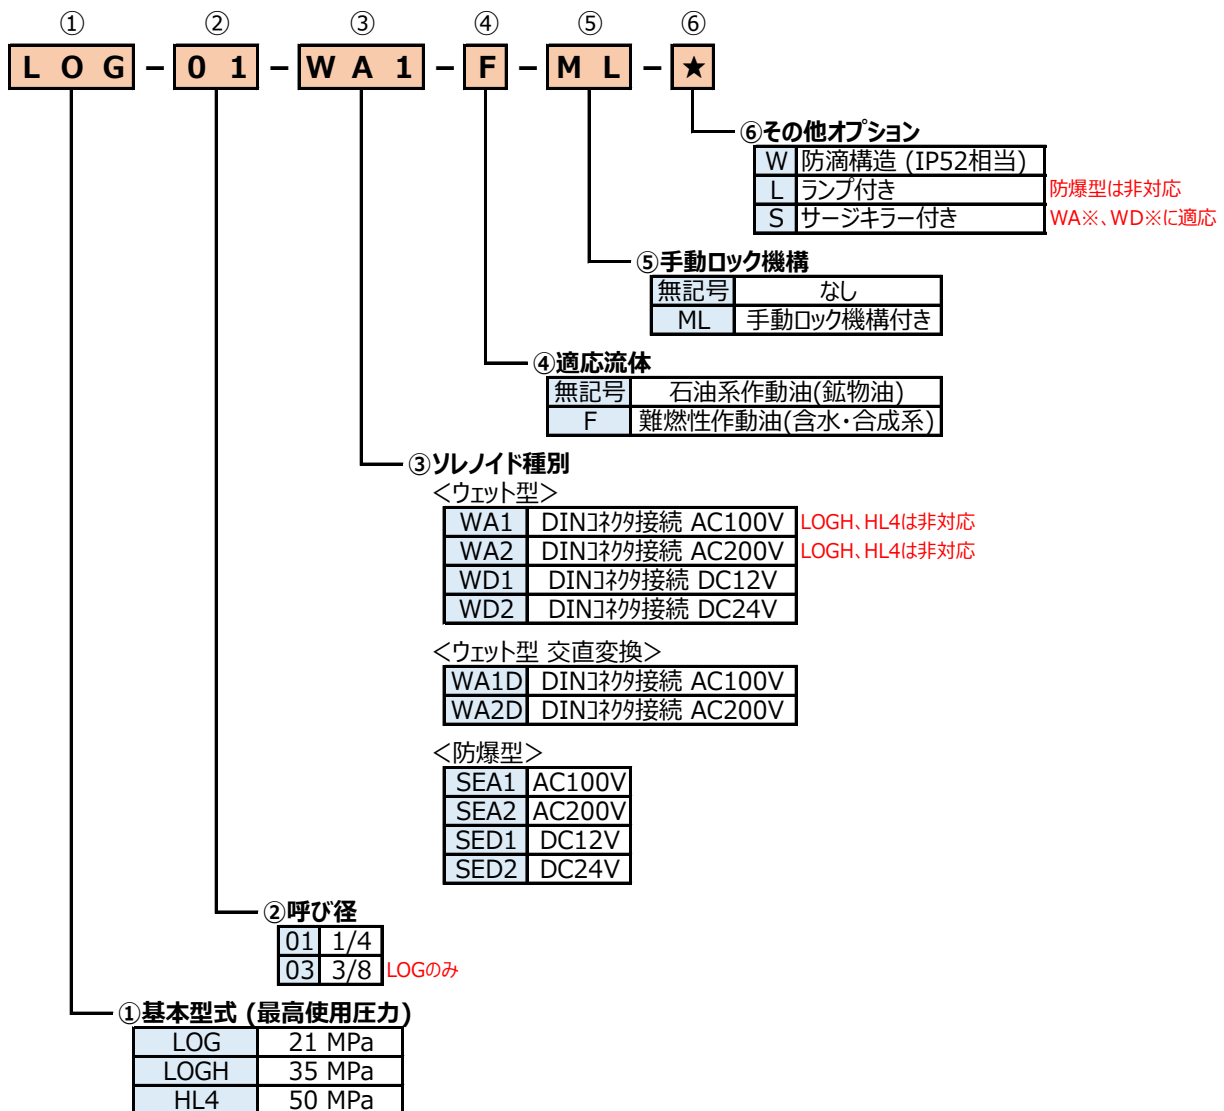 ① ② ③ ④ ⑤ ⑥
LOG－01－WA1－F－ML－★
⑥その他オプション
W 防滴構造 (IP52相当)
L ランプ付き 防爆型は非対応
S サージキラー付き WA※、WD※に適応
⑤手動ロック機構
無記号 なし
ML 手動ロック機構付き
④適応流体
無記号 石油系作動油(鉱物油)
F 難燃性作動油(含水・合成系)
③ソレノイド種別
＜ウェット型＞
WA1 DINコネクタ接続 AC100V LOGH、HL4は非対応
WA2 DINコネクタ接続 AC200V LOGH、HL4は非対応
WD1 DINコネクタ接続 DC12V
WD2 DINコネクタ接続 DC24V
＜ウェット型 交直変換＞
WA1D DINコネクタ接続 AC100V
WA2D DINコネクタ接続 AC200V
＜防爆型＞
SEA1 AC100V
SEA2 AC200V
SED1 DC12V
SED2 DC24V
②呼び径
01 1/4
03 3/8 LOGのみ
①基本型式 (最高使用圧力)
LOG 21 MPa
LOGH 35 MPa
HL4 50 MPa